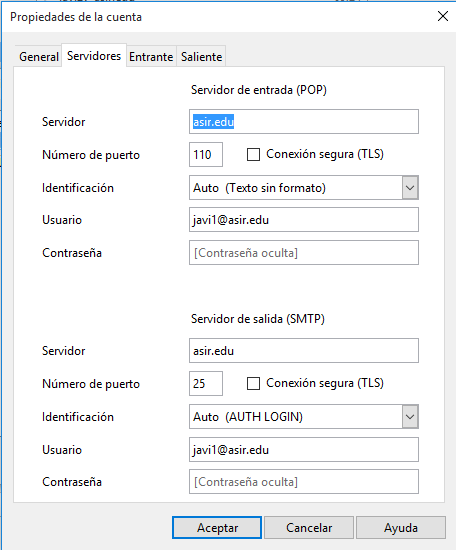 Propiedades de la cuenta
General Servidores Entrante Saliente
Servidor de entrada (POP)
Servidor asir.edu
Número de puerto 110 Conexión segura (TLS)
Identificación Auto (Texto sin formato)
Usuario javi1@asir.edu
Contraseña [Contraseña oculta]
Servidor de salida (SMTP)
Servidor asir.edu
Número de puerto 25 Conexión segura (TLS)
Identificación Auto (AUTH LOGIN)
Usuario javi1@asir.edu
Contraseña [Contraseña oculta]
Aceptar Cancelar Ayuda